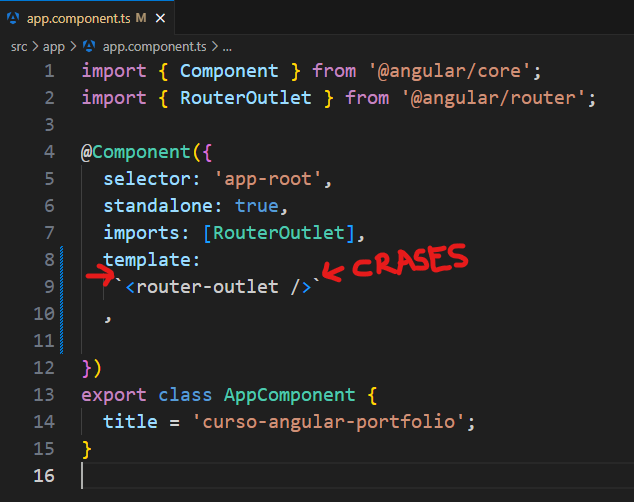 app.component.ts M ×
src > app > app.component.ts > ...
1 import { Component } from '@angular/core';
2 import { RouterOutlet } from '@angular/router';
3
4 @Component({
5 selector: 'app-root',
6 standalone: true,
7 imports: [RouterOutlet],
8 template:
9 `<router-outlet />` CRASES
10 ,
11
12 })
13 export class AppComponent {
14 title = 'curso-angular-portfolio';
15 }
16